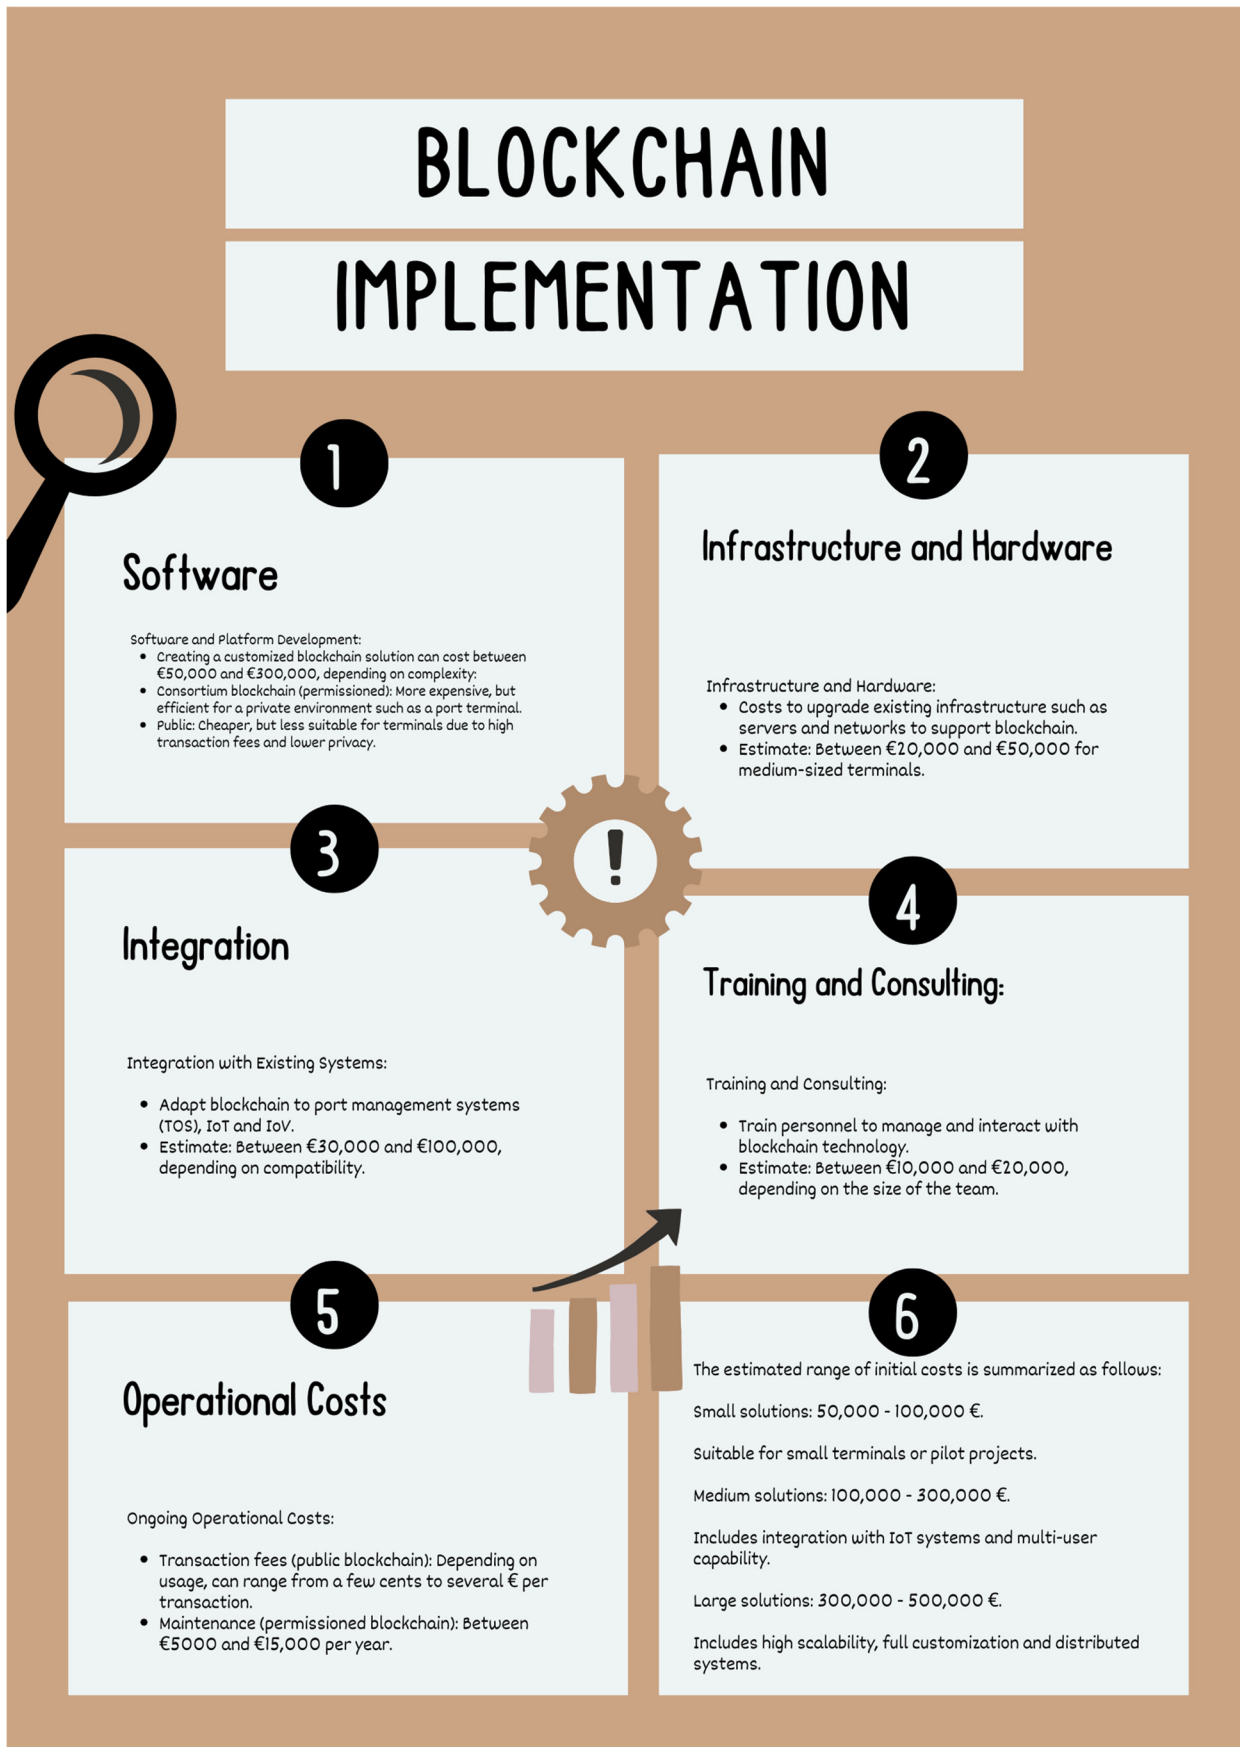 BLOCKCHAIN
IMPLEMENTATION
1
Software
Software and Platform Development:
• Creating a customized blockchain solution can cost between
€50,000 and €300,000, depending on complexity:
• Consortium blockchain (permissioned): More expensive, but
efficient for a private environment such as a port terminal.
• Public: Cheaper, but less suitable for terminals due to high
transaction fees and lower privacy.
2
Infrastructure and Hardware
Infrastructure and Hardware:
• Costs to upgrade existing infrastructure such as
servers and networks to support blockchain.
• Estimate: Between €20,000 and €50,000 for
medium-sized terminals.
!
3
Integration
Integration with Existing Systems:
• Adapt blockchain to port management systems
(TOS), IoT and IoV.
• Estimate: Between €30,000 and €100,000,
depending on compatibility.
4
Training and Consulting:
Training and Consulting:
• Train personnel to manage and interact with
blockchain technology.
• Estimate: Between €10,000 and €20,000,
depending on the size of the team.
5
Operational Costs
Ongoing Operational Costs:
• Transaction fees (public blockchain): Depending on
usage, can range from a few cents to several € per
transaction.
• Maintenance (permissioned blockchain): Between
€5000 and €15,000 per year.
6
The estimated range of initial costs is summarized as follows:
Small solutions: 50,000 - 100,000 €.
Suitable for small terminals or pilot projects.
Medium solutions: 100,000 - 300,000 €.
Includes integration with IoT systems and multi-user
capability.
Large solutions: 300,000 - 500,000 €.
Includes high scalability, full customization and distributed
systems.